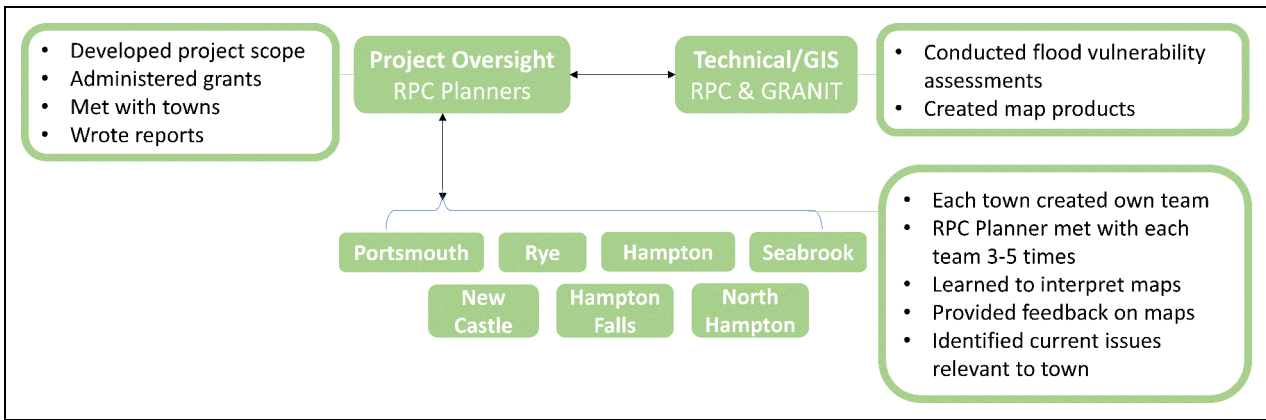 • Developed project scope
• Administered grants
• Met with towns
• Wrote reports
Project Oversight
RPC Planners
Technical/GIS
RPC & GRANIT
• Conducted flood vulnerability
assessments
• Created map products
Portsmouth
Rye
Hampton
Seabrook
New
Castle
Hampton
Falls
North
Hampton
• Each town created own team
• RPC Planner met with each
team 3-5 times
• Learned to interpret maps
• Provided feedback on maps
• Identified current issues
relevant to town